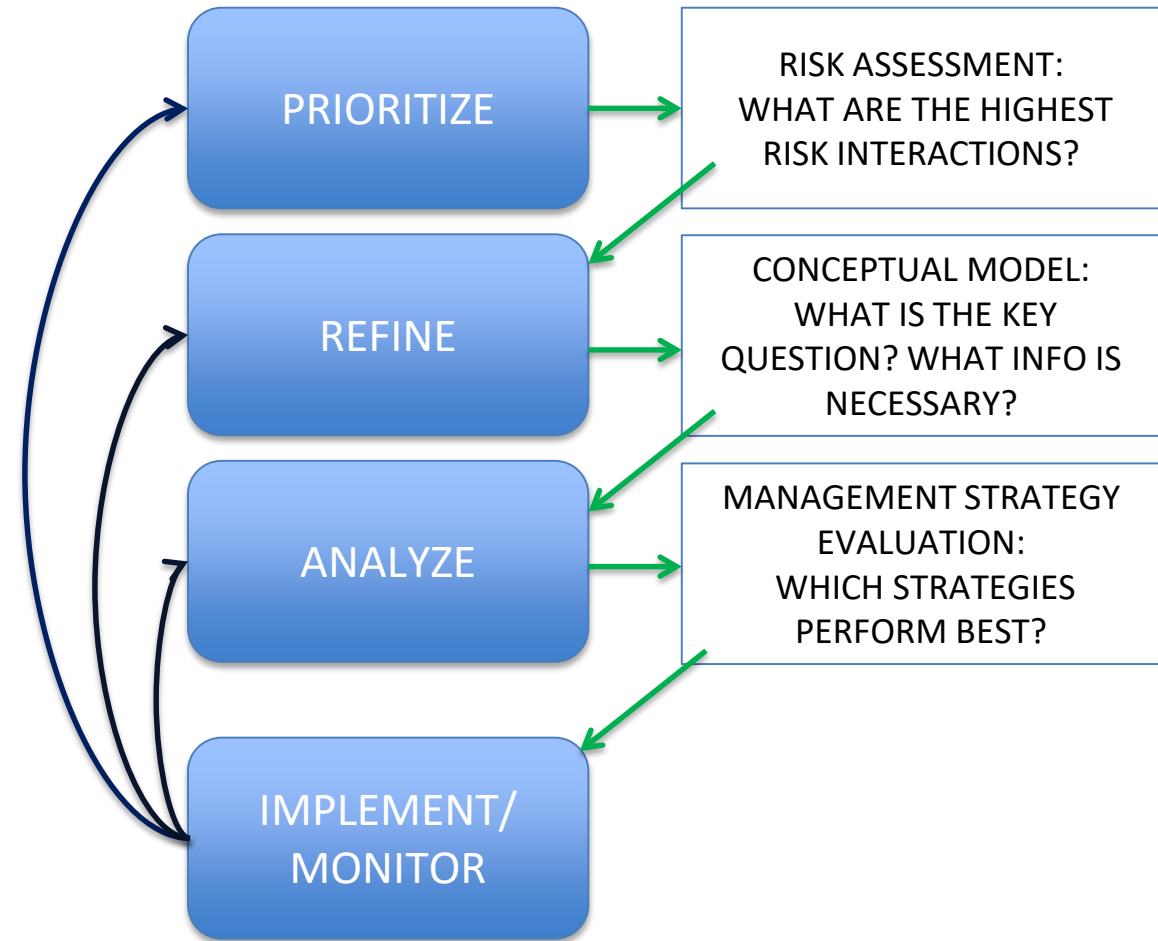 PRIORITIZE
RISK ASSESSMENT:
WHAT ARE THE HIGHEST
RISK INTERACTIONS?
REFINE
CONCEPTUAL MODEL:
WHAT IS THE KEY
QUESTION? WHAT INFO IS
NECESSARY?
ANALYZE
MANAGEMENT STRATEGY
EVALUATION:
WHICH STRATEGIES
PERFORM BEST?
IMPLEMENT/
MONITOR